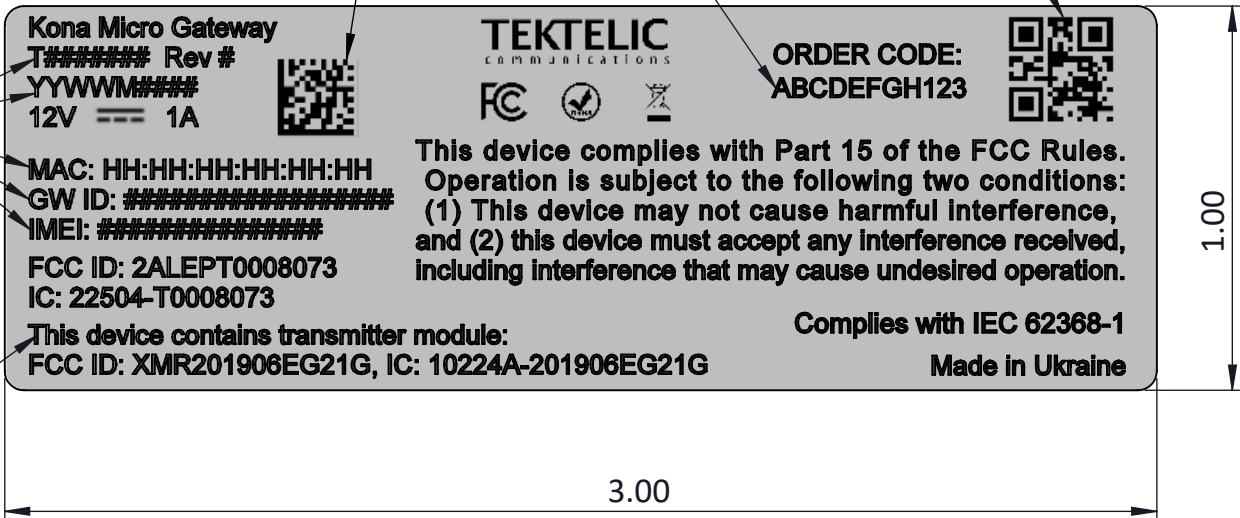 Kona Micro Gateway
T####### Rev #
YYWWM####
12V 1A
TEKTELIC
communications
FC
ORDER CODE:
ABCDEFGH123
MAC: HH:HH:HH:HH:HH:HH
GW ID: ##################
IMEI: ###############
FCC ID: 2ALEPT0008073
IC: 22504-T0008073
This device contains transmitter module:
FCC ID: XMR201906EG21G, IC: 10224A-201906EG21G
This device complies with Part 15 of the FCC Rules.
Operation is subject to the following two conditions:
(1) This device may not cause harmful interference,
and (2) this device must accept any interference received,
including interference that may cause undesired operation.
Complies with IEC 62368-1
Made in Ukraine
1.00
3.00